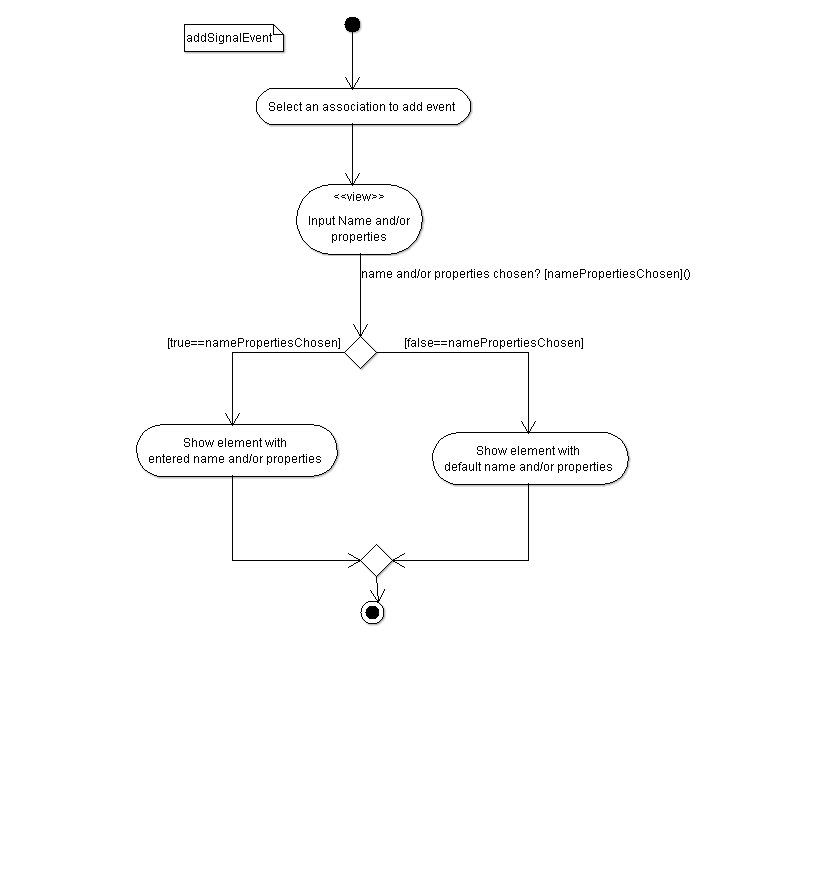 addSignalEvent
Select an association to add event
<<view>>
Input Name and/or
properties
name and/or properties chosen? [namePropertiesChosen]()
[true==namePropertiesChosen]
[false==namePropertiesChosen]
Show element with
entered name and/or properties
Show element with
default name and/or properties